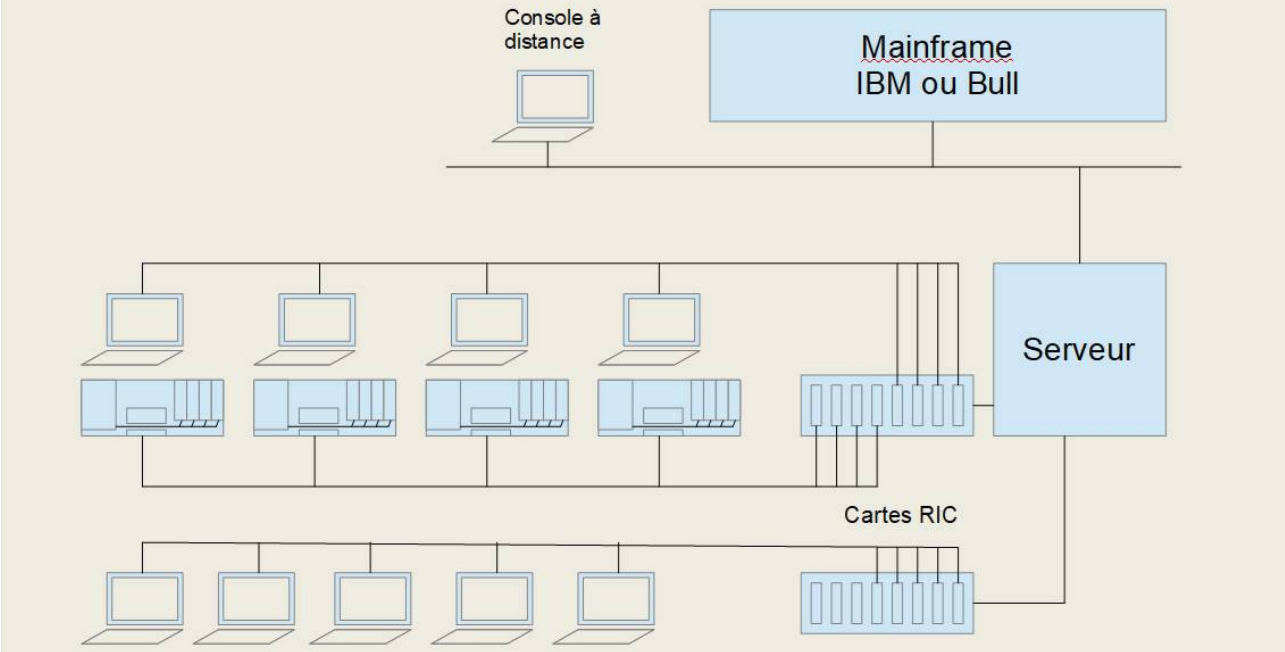 Console à
distance
Mainframe
IBM ou Bull
Serveur
Cartes RIC